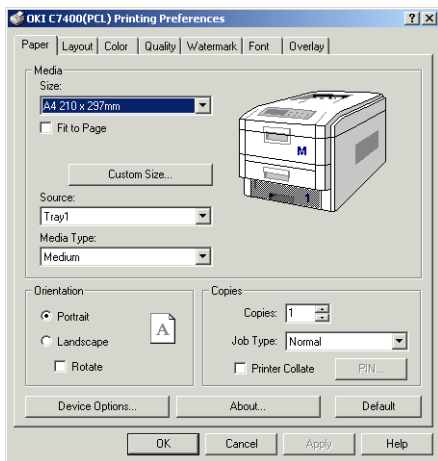 OKI C7400(PCL) Printing Preferences
Paper Layout Color Quality Watermark Font Overlay
Media
Size:
A4 210 x 297mm
Fit to Page
Custom Size...
Source:
Tray1
Media Type:
Medium
M
1
Orientation
Portrait
Landscape
Rotate
A
Copies
Copies: 1
Job Type: Normal
Printer Collate PIN...
Device Options... About... Default
OK Cancel Apply Help